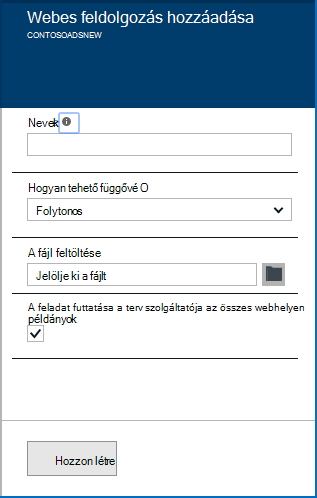 Webes feldolgozás hozzáadása
CONTOSOADSNEW
Nevek
Hogyan tehető függővé O
Folytonos
A fájl feltöltése
Jelölje ki a fájlt
A feladat futtatása a terv szolgáltatója az összes webhelyen
példányok
Hozzon létre